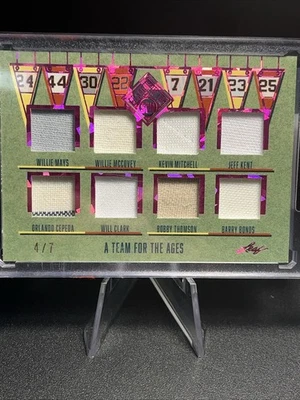 24 44 30 22 7 21 23 25
WILLIE MAYS WILLIE MCCOVEY KEVIN MITCHELL JEFF KENT
ORLANDO CEPEDA WILL CLARK BOBBY THOMSON BARRY BONDS
4/7 A TEAM FOR THE AGES Leaf